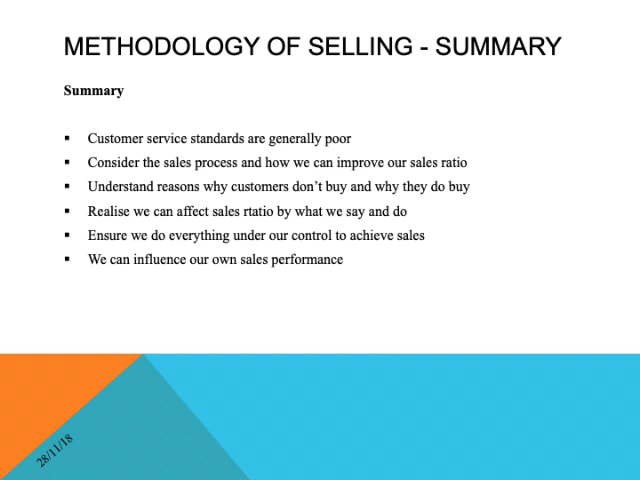 METHODOLOGY OF SELLING - SUMMARY
Summary
▪ Customer service standards are generally poor
▪ Consider the sales process and how we can improve our sales ratio
▪ Understand reasons why customers don’t buy and why they do buy
▪ Realise we can affect sales rtatio by what we say and do
▪ Ensure we do everything under our control to achieve sales
▪ We can influence our own sales performance
28/11/18